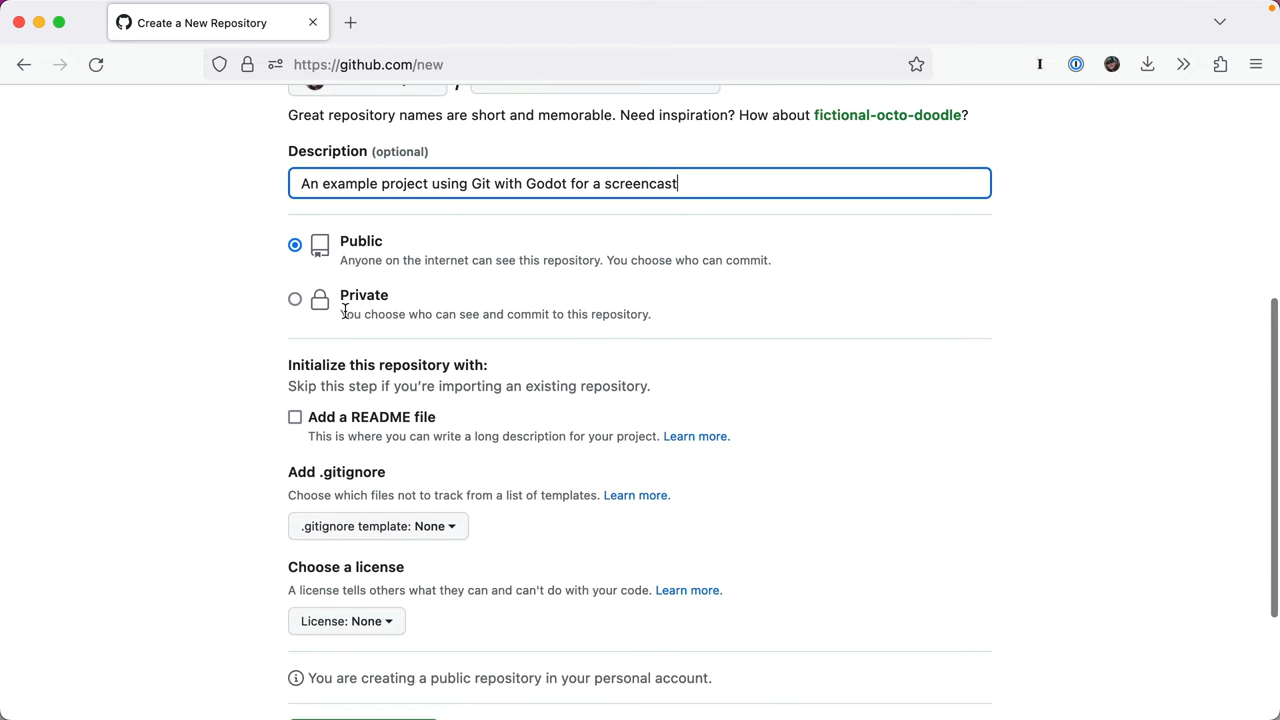 Create a New Repository
https://github.com/new
/
Great repository names are short and memorable. Need inspiration? How about fictional-octo-doodle?
Description (optional)
An example project using Git with Godot for a screencast
Public
Anyone on the internet can see this repository. You choose who can commit.
Private
You choose who can see and commit to this repository.
Initialize this repository with:
Skip this step if you're importing an existing repository.
Add a README file
This is where you can write a long description for your project. Learn more.
Add .gitignore
Choose which files not to track from a list of templates. Learn more.
.gitignore template: None
Choose a license
A license tells others what they can and can't do with your code. Learn more.
License: None
You are creating a public repository in your personal account.